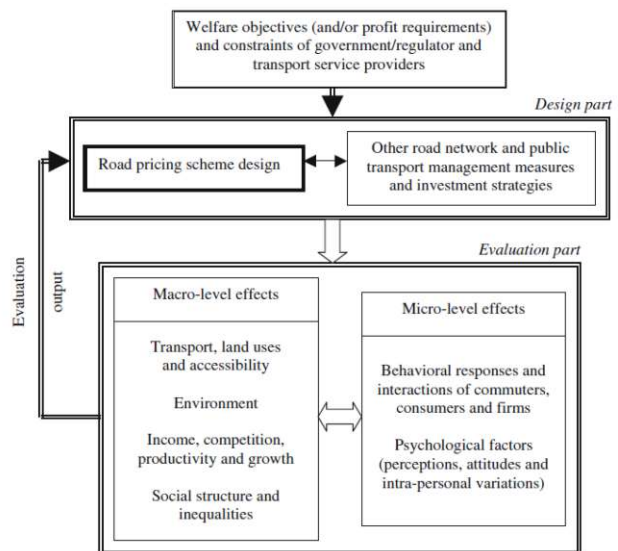 Welfare objectives (and/or profit requirements)
and constraints of government/regulator and
transport service providers
Design part
Road pricing scheme design
Other road network and public
transport management measures
and investment strategies
Evaluation part
Evaluation
output
Macro-level effects
Transport, land uses
and accessibility
Environment
Income, competition,
productivity and growth
Social structure and
inequalities
Micro-level effects
Behavioral responses and
interactions of commuters,
consumers and firms
Psychological factors
(perceptions, attitudes and
intra-personal variations)